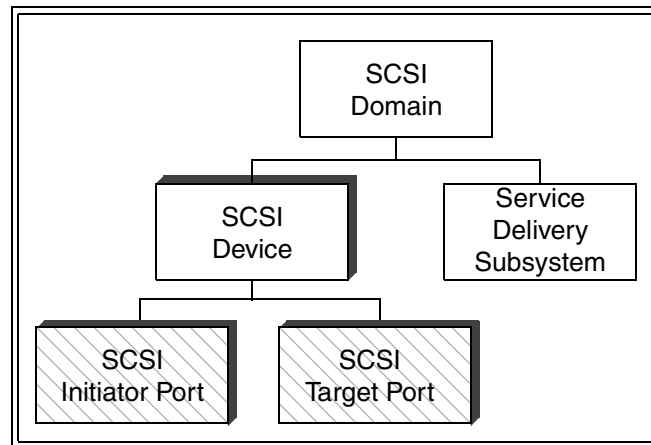 SCSI
Domain
SCSI
Device
Service
Delivery
Subsystem
SCSI
Initiator Port
SCSI
Target Port